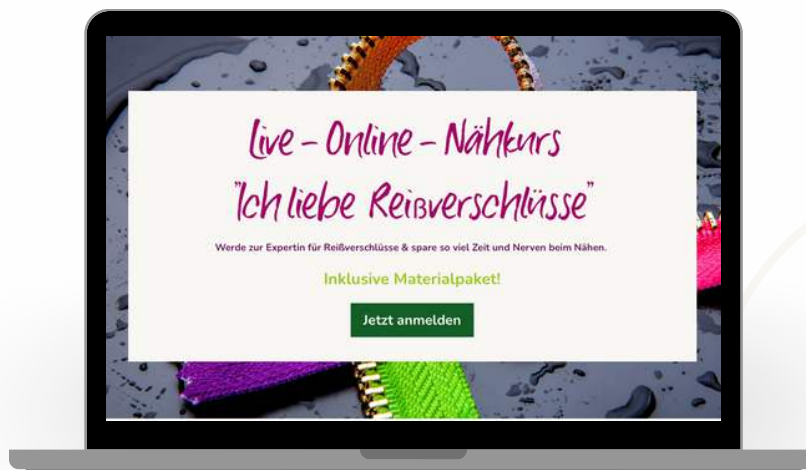 Live - Online - Nähkurs
"Ich liebe Reißverschlüsse"
Werde zur Expertin für Reißverschlüsse & spare so viel Zeit und Nerven beim Nähen.
Inklusive Materialpaket!
Jetzt anmelden